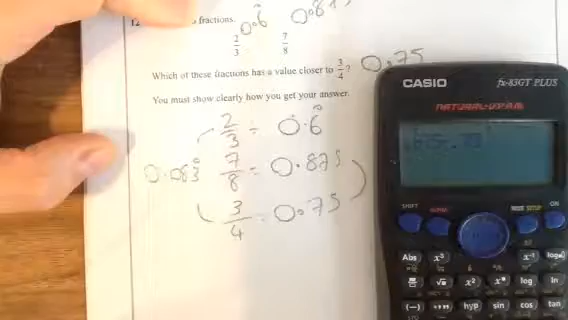 fractions.
0.6̇ 0.875
2/3 7/8
Which of these fractions has a value closer to 3/4? 0.75
You must show clearly how you get your answer.
2/3 = 0.6̇
0.083̇ 7/8 = 0.875
3/4 = 0.75
CASIO fx-83GT PLUS
NATURAL-V.P.A.M.
SHIFT ALPHA MODE SETUP ON
Abs x³ x⁻¹
√ x² log ln
(−) hyp sin cos tan